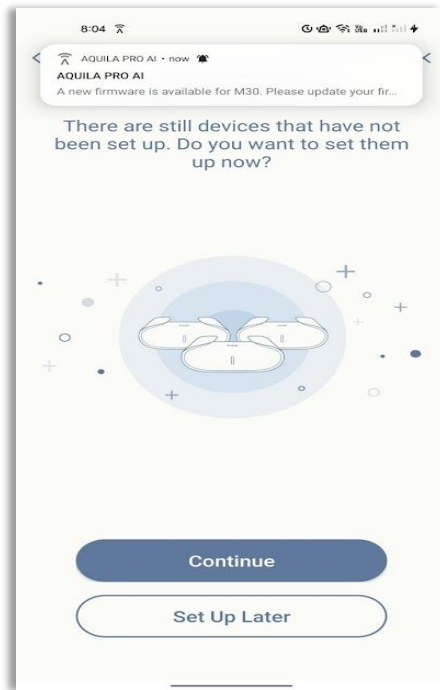 8:04
AQUILA PRO AI • now
AQUILA PRO AI
A new firmware is available for M30. Please update your fir...
There are still devices that have not
been set up. Do you want to set them
up now?
Continue
Set Up Later